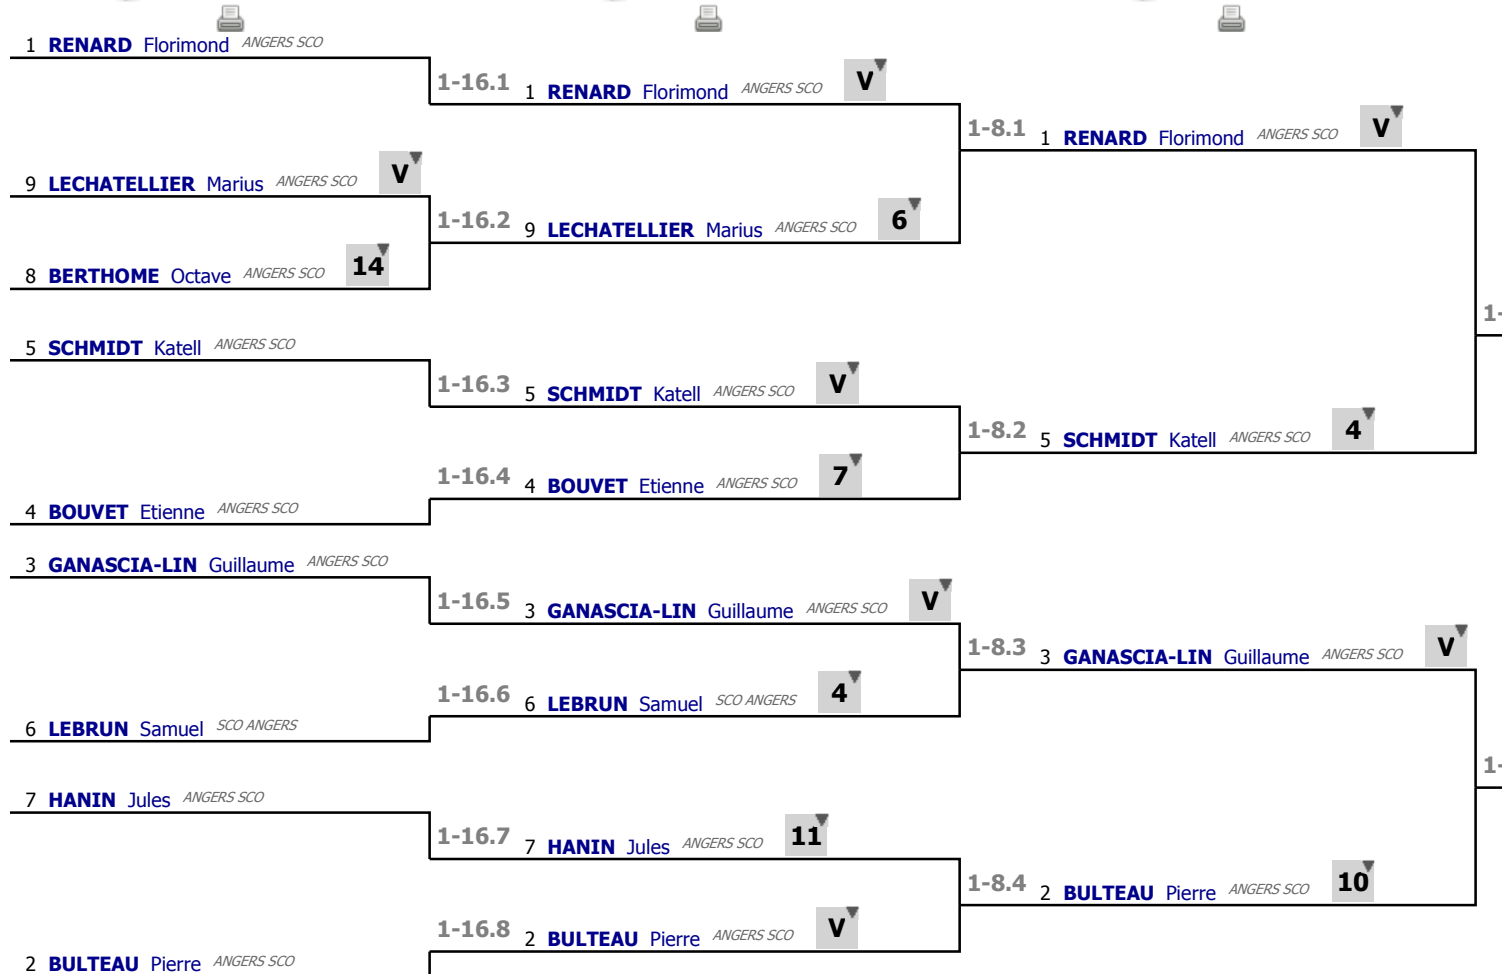 1 RENARD Florimond ANGERS SCO
9 LECHATELLIER Marius ANGERS SCO V
8 BERTHOME Octave ANGERS SCO 14
5 SCHMIDT Katell ANGERS SCO
4 BOUVET Etienne ANGERS SCO
3 GANASCIA-LIN Guillaume ANGERS SCO
6 LEBRUN Samuel SCO ANGERS
7 HANIN Jules ANGERS SCO
2 BULTEAU Pierre ANGERS SCO
1-16.1 1 RENARD Florimond ANGERS SCO V
1-16.2 9 LECHATELLIER Marius ANGERS SCO 6
1-16.3 5 SCHMIDT Katell ANGERS SCO V
1-16.4 4 BOUVET Etienne ANGERS SCO 7
1-16.5 3 GANASCIA-LIN Guillaume ANGERS SCO V
1-16.6 6 LEBRUN Samuel SCO ANGERS 4
1-16.7 7 HANIN Jules ANGERS SCO 11
1-16.8 2 BULTEAU Pierre ANGERS SCO V
1-8.1 1 RENARD Florimond ANGERS SCO V
1-8.2 5 SCHMIDT Katell ANGERS SCO 4
1-8.3 3 GANASCIA-LIN Guillaume ANGERS SCO V
1-8.4 2 BULTEAU Pierre ANGERS SCO 10
1-
1-